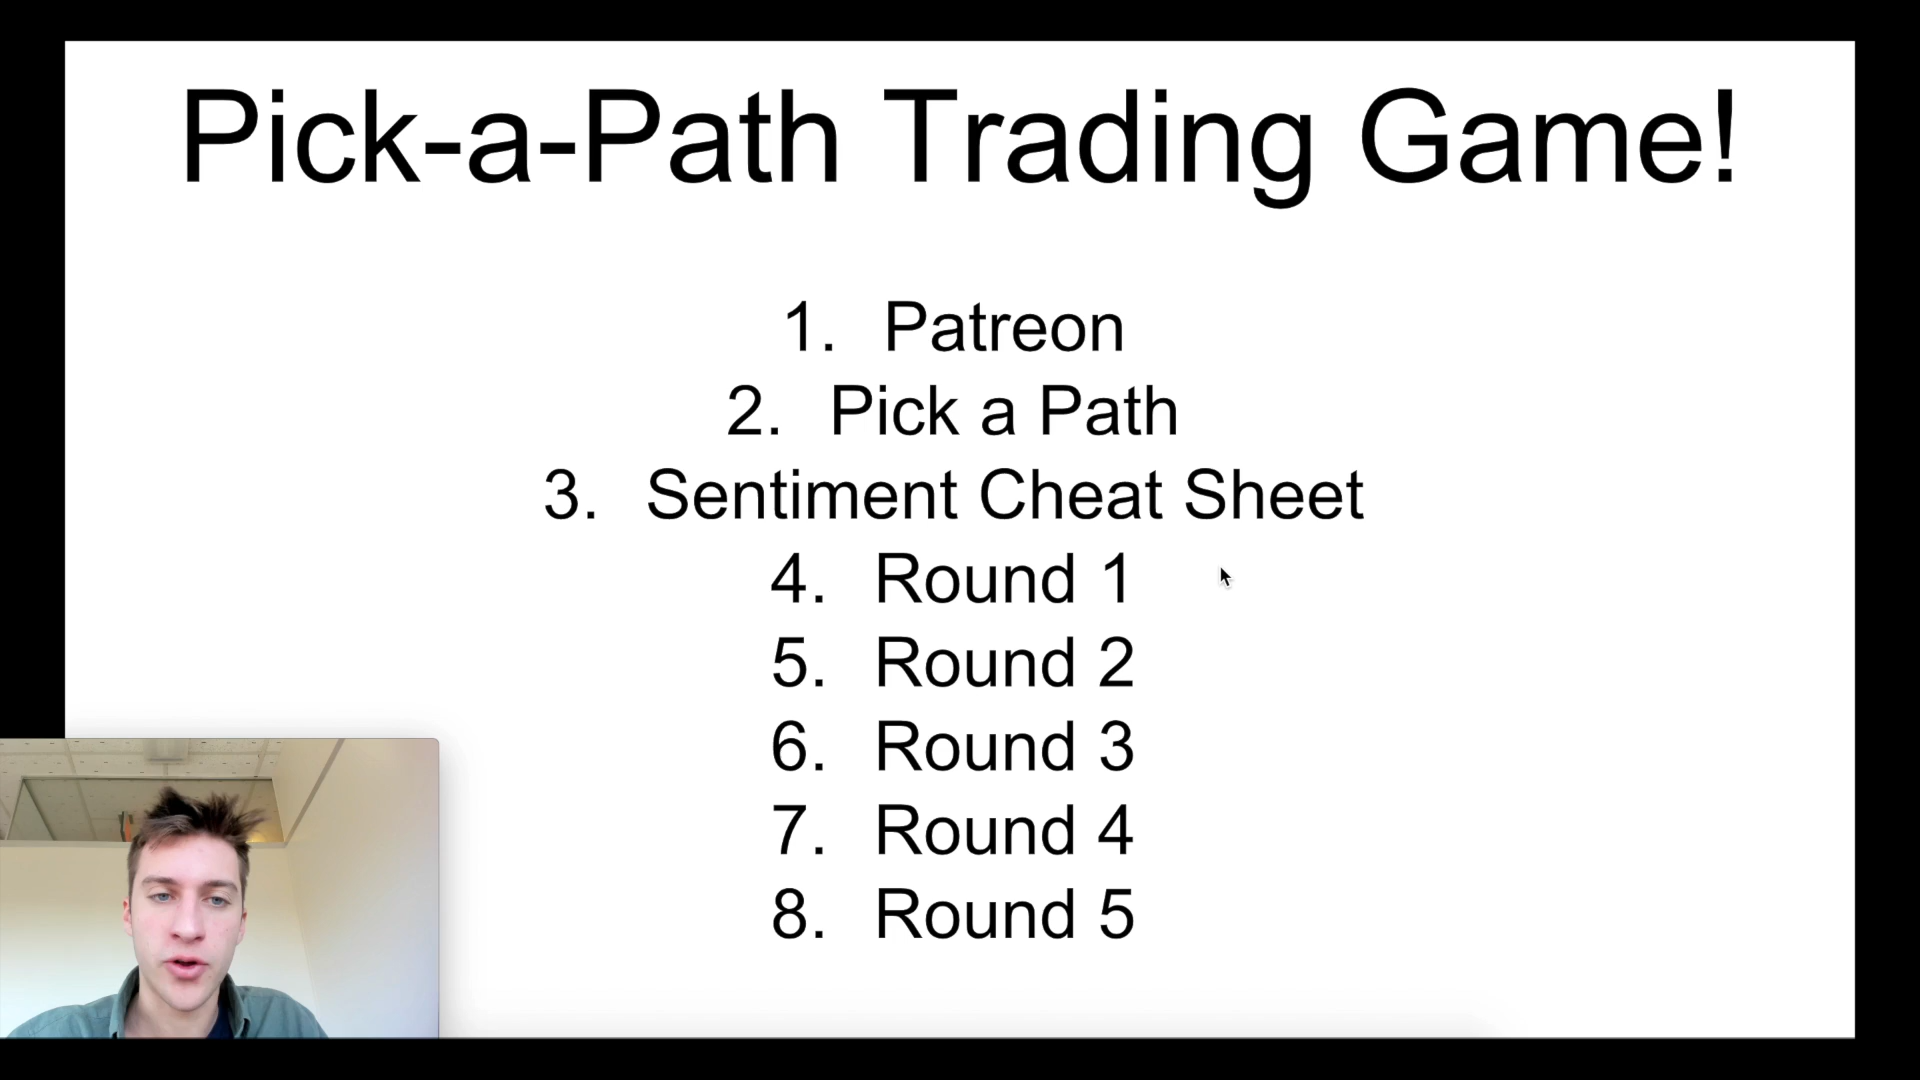 Pick-a-Path Trading Game!
1. Patreon
2. Pick a Path
3. Sentiment Cheat Sheet
4. Round 1
5. Round 2
6. Round 3
7. Round 4
8. Round 5